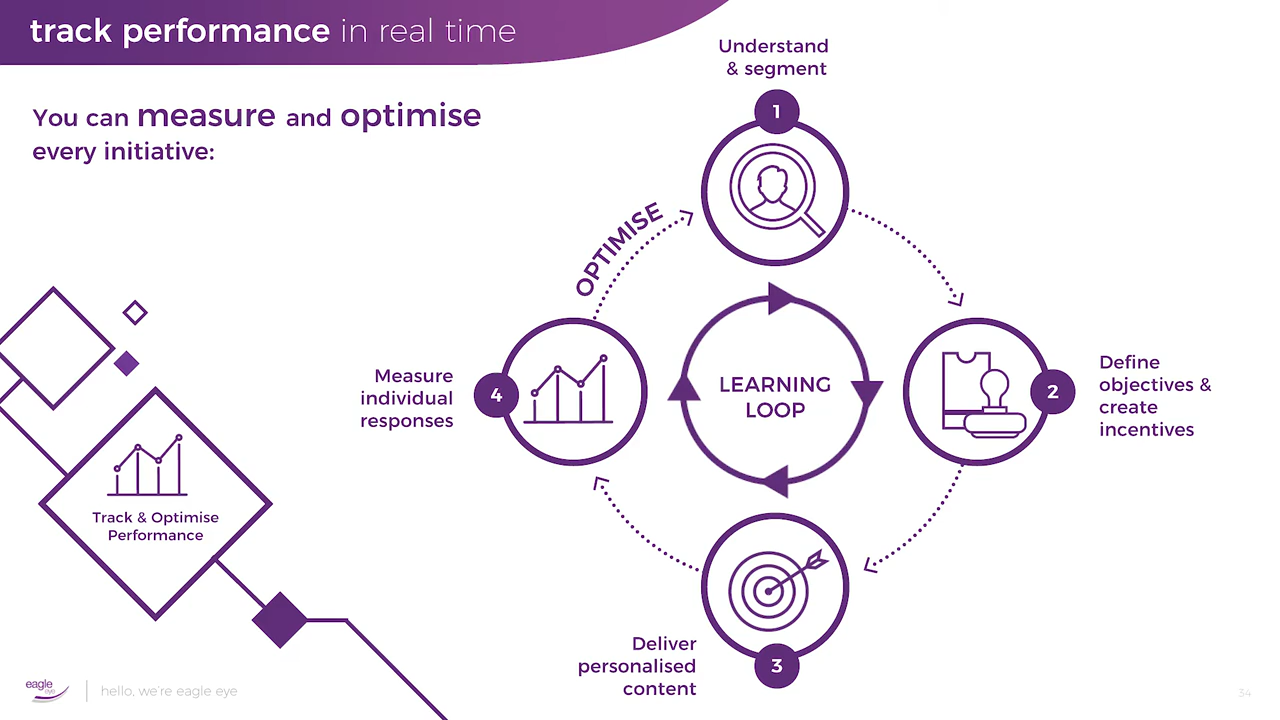 track performance in real time
You can measure and optimise
every initiative:
Understand
& segment
1
OPTIMISE
LEARNING
LOOP
2
Define
objectives &
create
incentives
Measure
individual
responses
4
Track & Optimise
Performance
Deliver
personalised
content
3
eagle
eye
hello, we're eagle eye
34